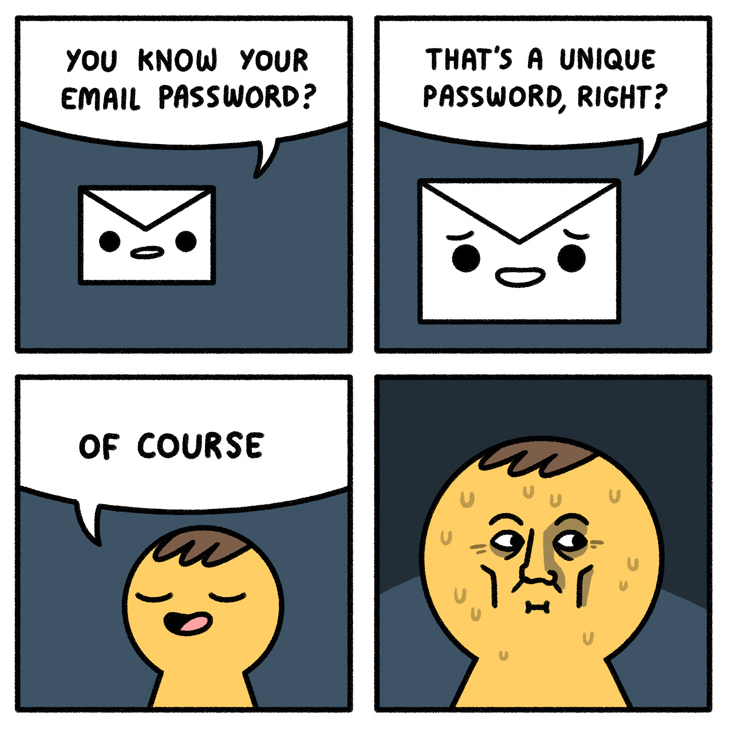 YOU KNOW YOUR
EMAIL PASSWORD?
THAT'S A UNIQUE
PASSWORD, RIGHT?
OF COURSE